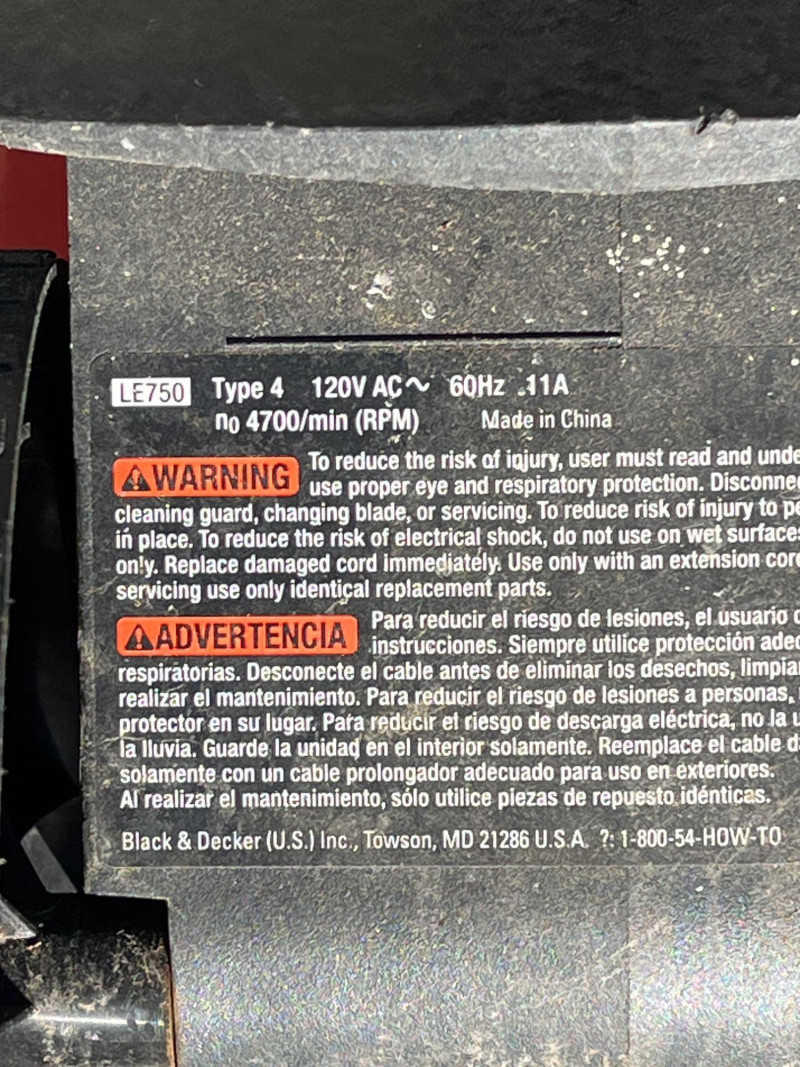 LE750 Type 4 120V AC~ 60Hz 11A
n0 4700/min (RPM) Made in China
⚠WARNING To reduce the risk of injury, user must read and unde
use proper eye and respiratory protection. Disconnec
cleaning guard, changing blade, or servicing. To reduce risk of injury to pe
in place. To reduce the risk of electrical shock, do not use on wet surfaces
only. Replace damaged cord immediately. Use only with an extension cord
servicing use only identical replacement parts.
⚠ADVERTENCIA Para reducir el riesgo de lesiones, el usuario d
instrucciones. Siempre utilice protección adec
respiratorias. Desconecte el cable antes de eliminar los desechos, limpiar
realizar el mantenimiento. Para reducir el riesgo de lesiones a personas,
protector en su lugar. Para reducir el riesgo de descarga eléctrica, no la u
la lluvia. Guarde la unidad en el interior solamente. Reemplace el cable d
solamente con un cable prolongador adecuado para uso en exteriores.
Al realizar el mantenimiento, sólo utilice piezas de repuesto idénticas.
Black & Decker (U.S.) Inc., Towson, MD 21286 U.S.A. ?: 1-800-54-HOW-TO